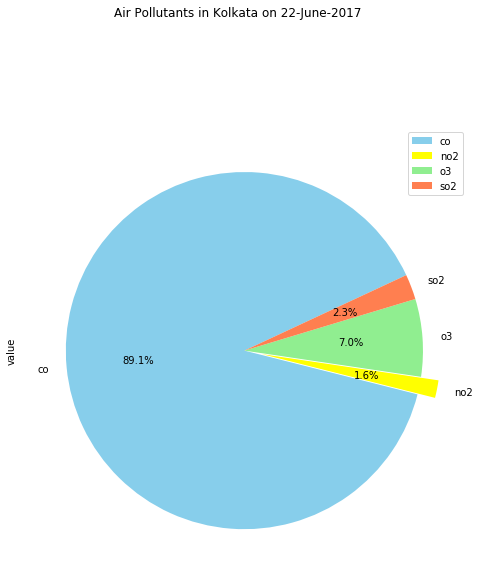 Air Pollutants in Kolkata on 22-June-2017
co
no2
o3
so2
so2
2.3%
o3
7.0%
value
89.1%
co
1.6%
no2